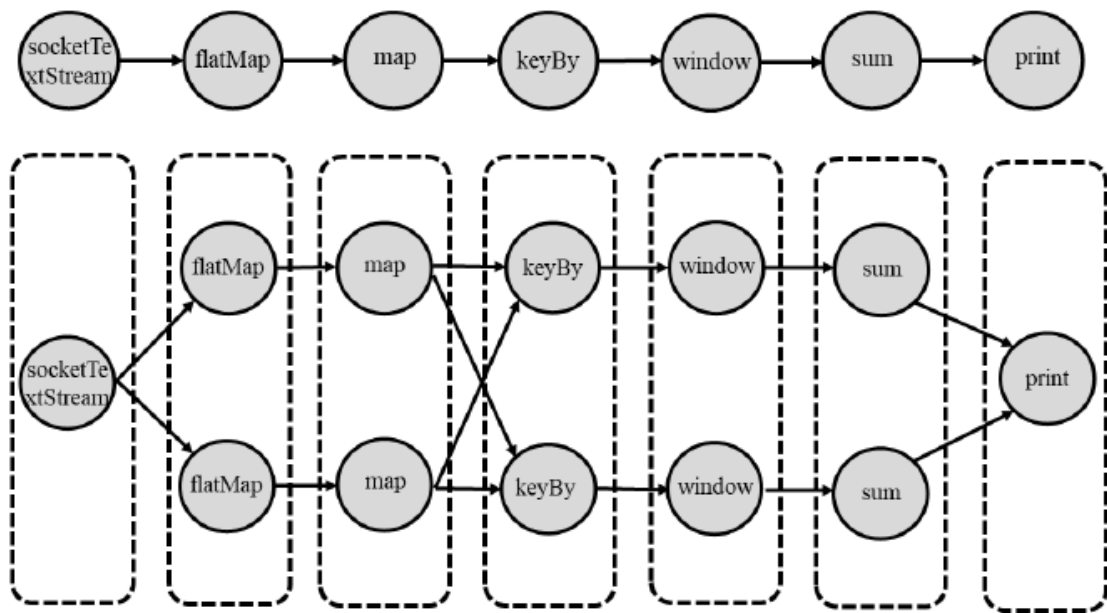 socketTe
xtStream
flatMap
map
keyBy
window
sum
print
flatMap
map
keyBy
window
sum
socketTe
xtStream
print
flatMap
map
keyBy
window
sum